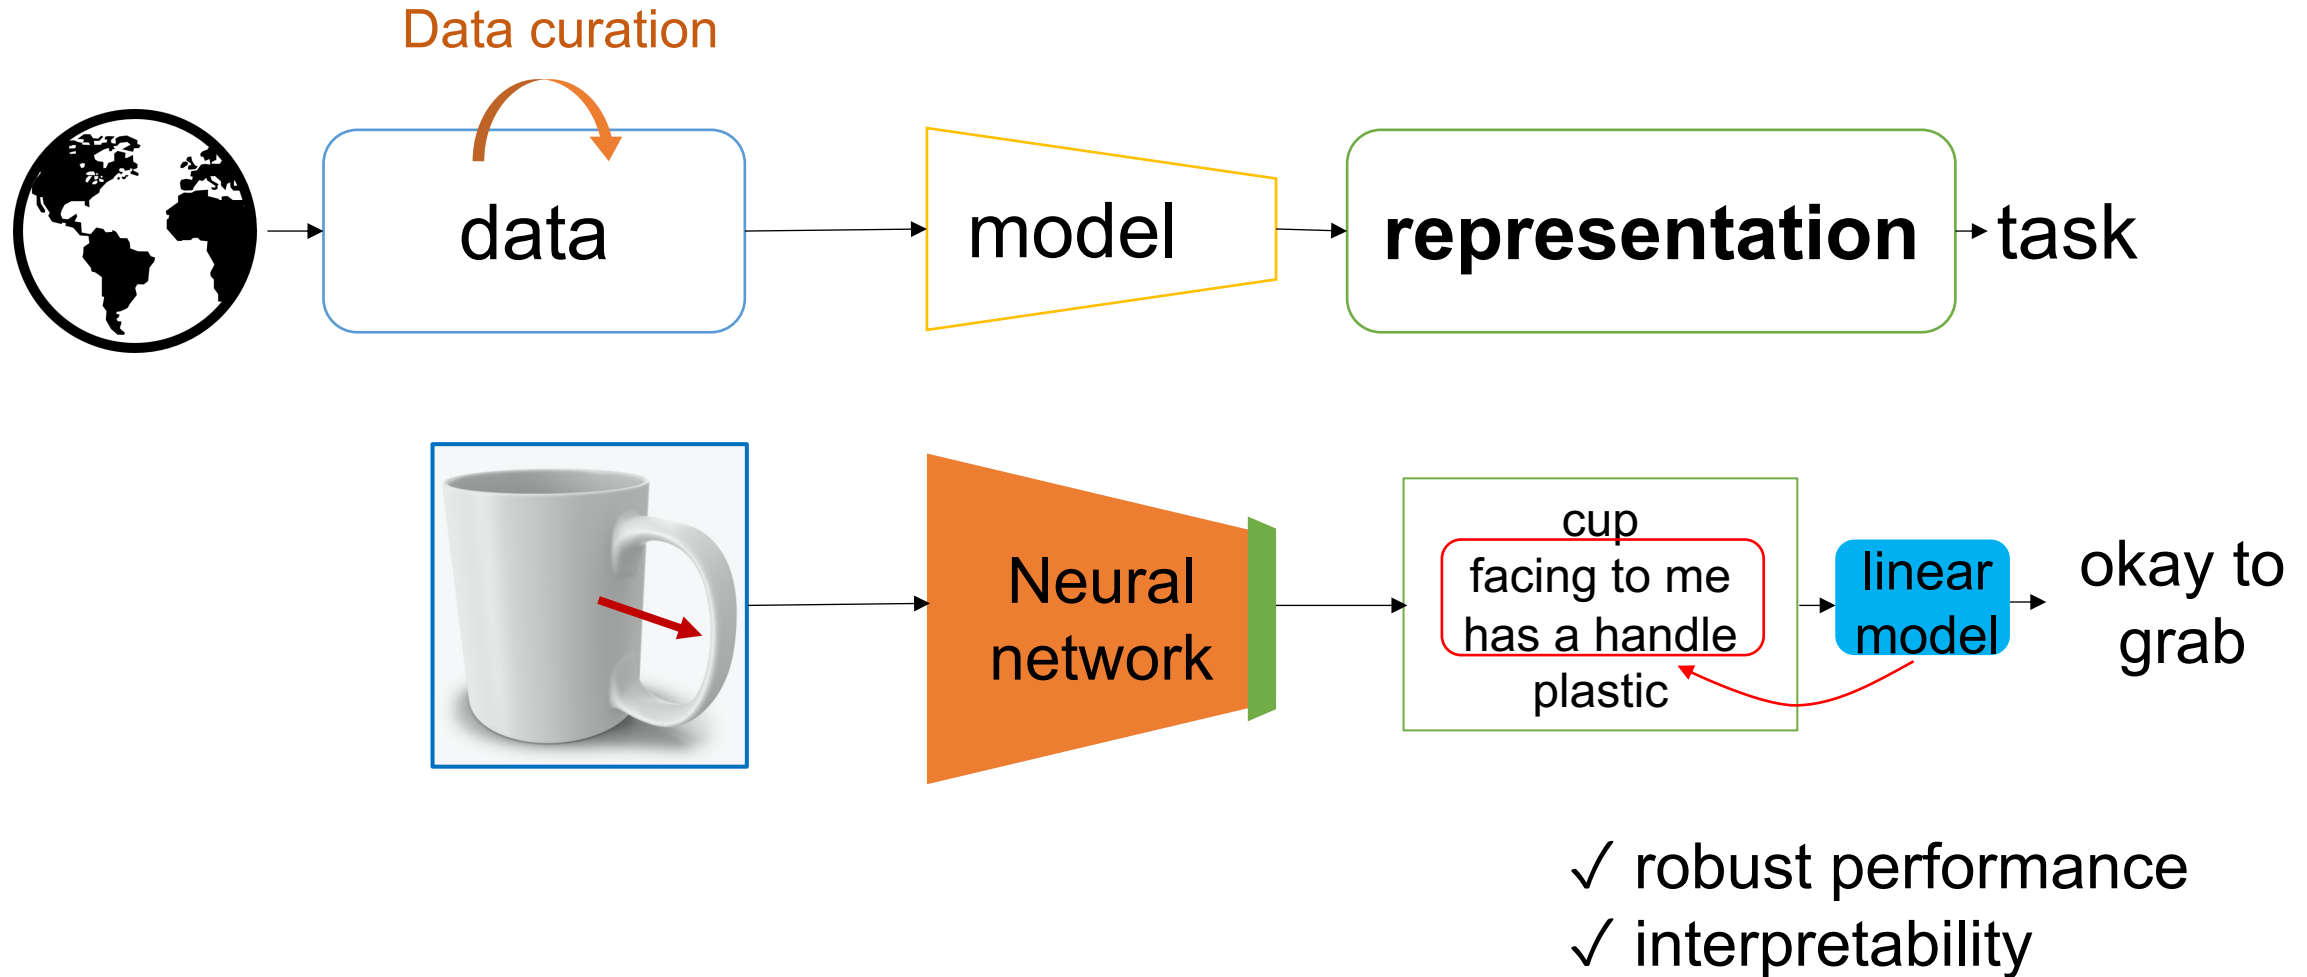 Data curation
data
model
representation
task
Neural
network
cup
facing to me
has a handle
plastic
linear
model
okay to
grab
✓ robust performance
✓ interpretability